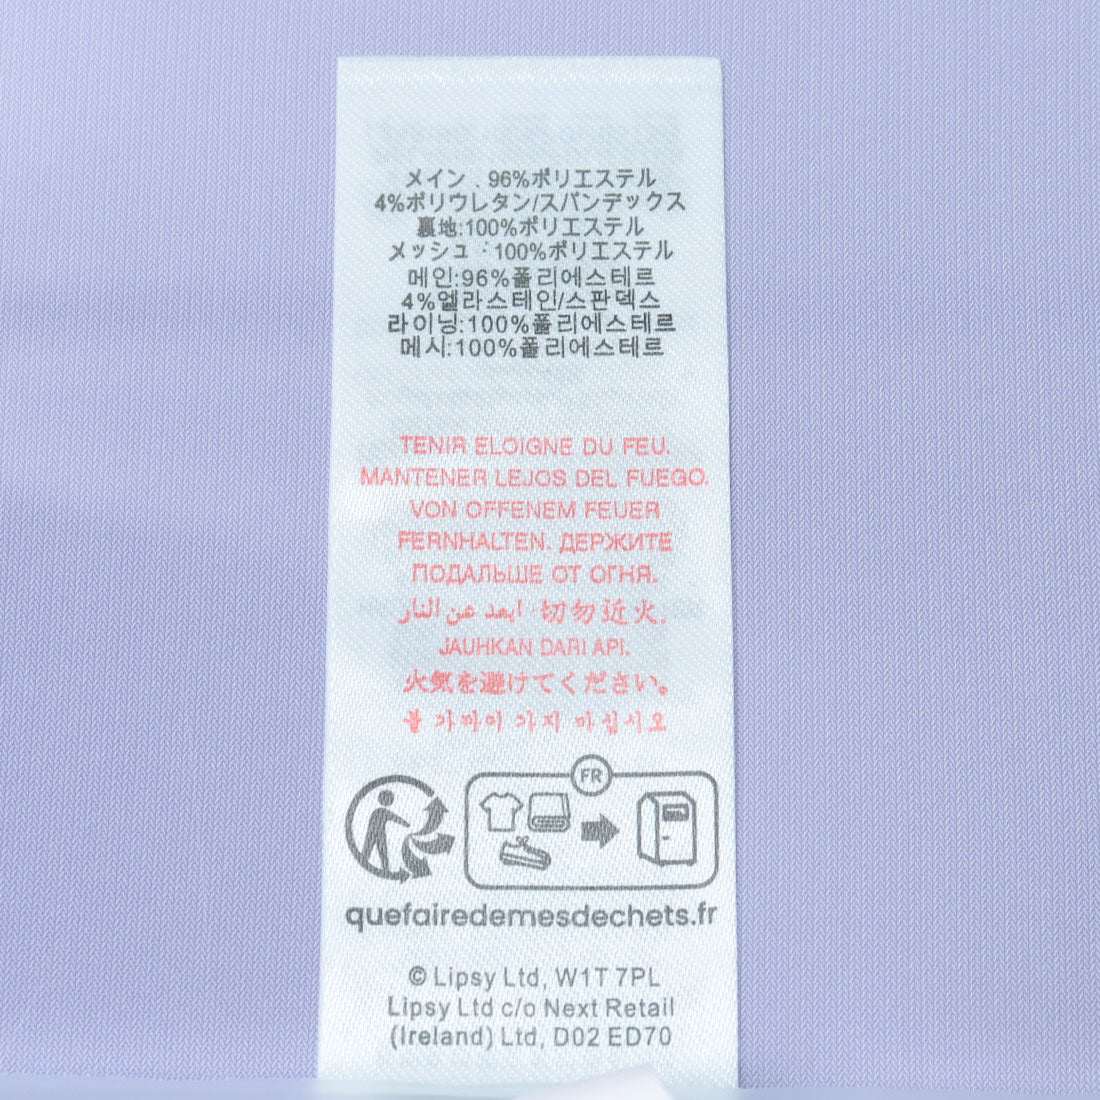 メイン : 96%ポリエステル
4%ポリウレタン/スパンデックス
裏地:100%ポリエステル
メッシュ : 100%ポリエステル
메인:96%폴리에스테르
4%엘라스테인/스판덱스
라이닝:100%폴리에스테르
메시:100%폴리에스테르
TENIR ELOIGNE DU FEU.
MANTENER LEJOS DEL FUEGO.
VON OFFENEM FEUER
FERNHALTEN. ДЕРЖИТЕ
ПОДАЛЬШЕ ОТ ОГНЯ.
ابعد عن النار · 切勿近火.
JAUHKAN DARI API.
火気を避けてください。
불 가까이 가지 마십시오
FR
quefairedemesdechets.fr
© Lipsy Ltd, W1T 7PL
Lipsy Ltd c/o Next Retail
(Ireland) Ltd, D02 ED70